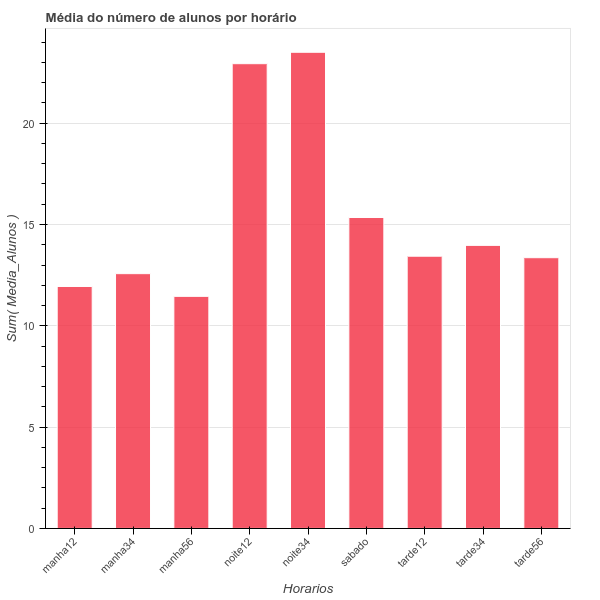 Média do número de alunos por horário
Sum( Media_Alunos )
20
15
10
5
0
manha12
manha34
manha56
noite12
noite34
sabado
tarde12
tarde34
tarde56
Horarios